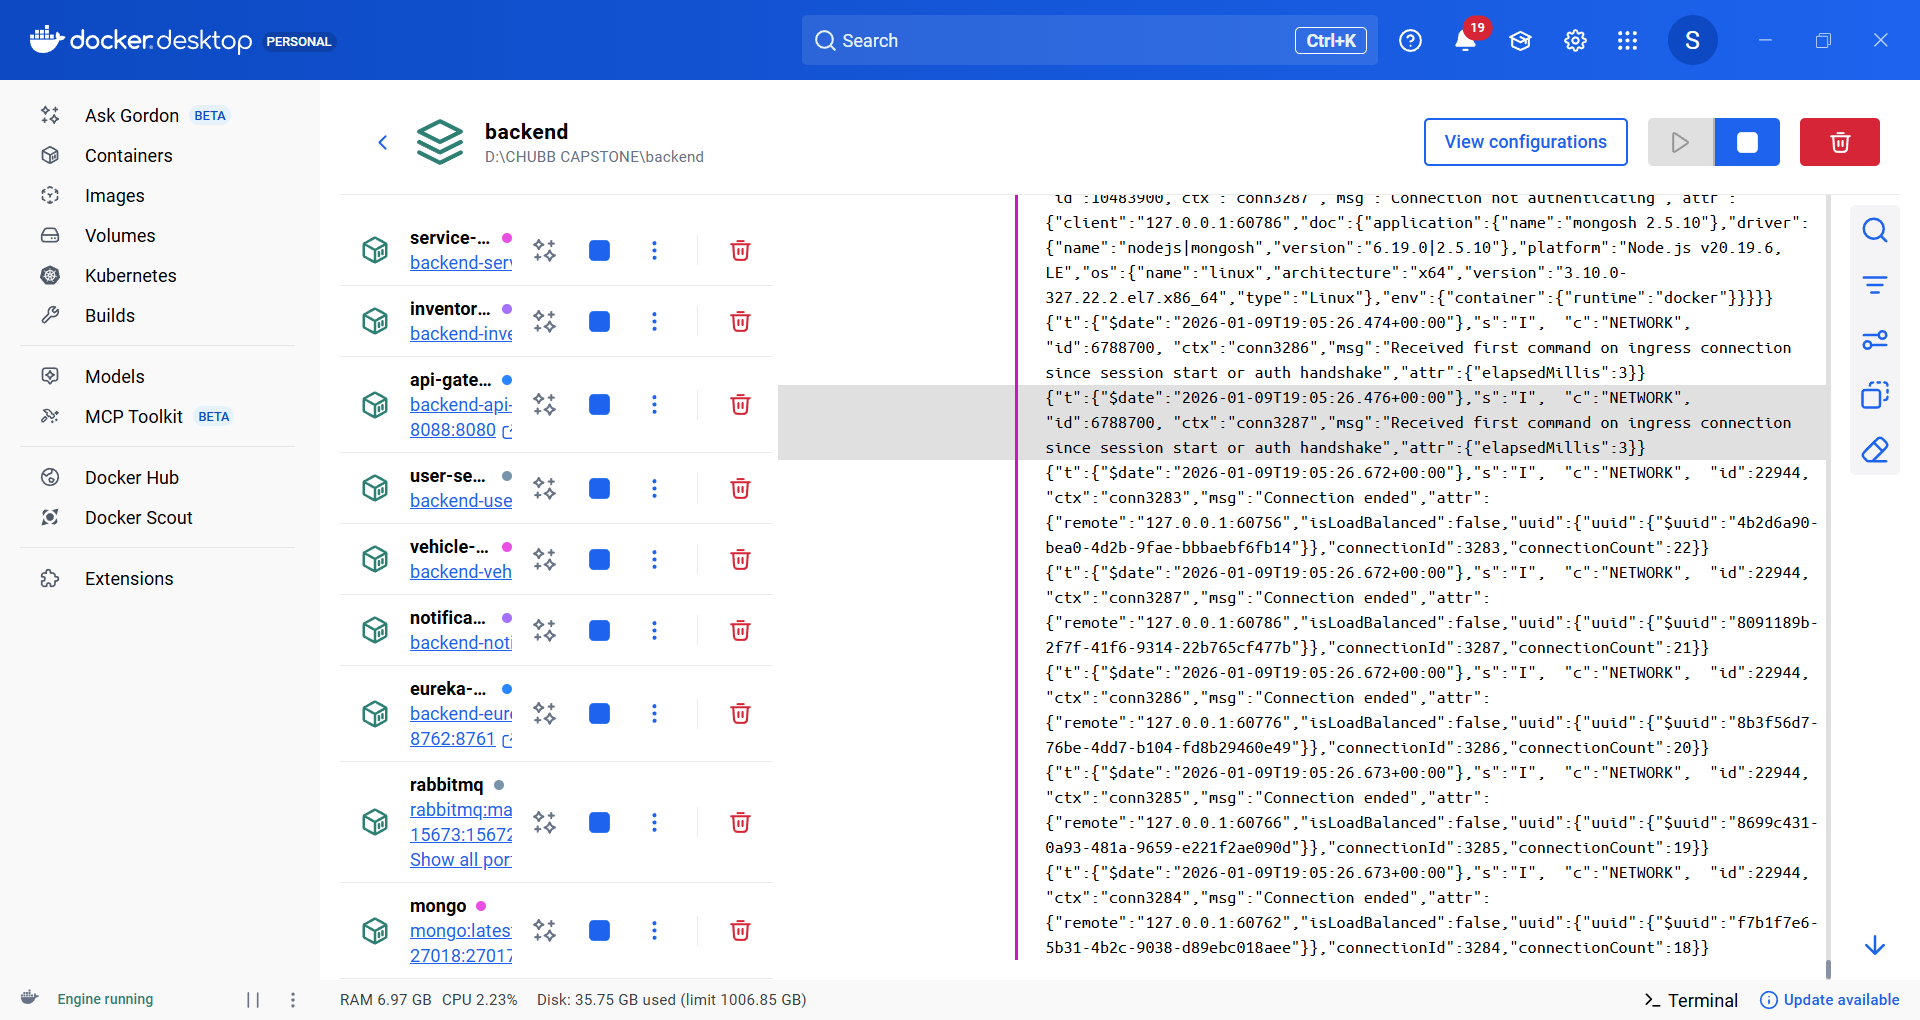 docker.desktop PERSONAL
Search
Ctrl+K
19
S
Ask Gordon BETA
Containers
Images
Volumes
Kubernetes
Builds
Models
MCP Toolkit BETA
Docker Hub
Docker Scout
Extensions
backend
D:\CHUBB CAPSTONE\backend
View configurations
service-...
backend-serv
inventor...
backend-inve
api-gate...
backend-api-
8088:8080
user-se...
backend-use
vehicle-...
backend-veh
notifica...
backend-noti
eureka-...
backend-eure
8762:8761
rabbitmq
rabbitmq:ma
15673:15672
Show all por
mongo
mongo:latest
27018:27017
"id":10483900,"ctx":"conn3287","msg":"Connection not authenticating","attr":
{"client":"127.0.0.1:60786","doc":{"application":{"name":"mongosh 2.5.10"},"driver":
{"name":"nodejs|mongosh","version":"6.19.0|2.5.10"},"platform":"Node.js v20.19.6,
LE","os":{"name":"linux","architecture":"x64","version":"3.10.0-
327.22.2.el7.x86_64","type":"Linux"},"env":{"container":{"runtime":"docker"}}}}}
{"t":{"$date":"2026-01-09T19:05:26.474+00:00"},"s":"I",  "c":"NETWORK",
"id":6788700, "ctx":"conn3286","msg":"Received first command on ingress connection
since session start or auth handshake","attr":{"elapsedMillis":3}}
{"t":{"$date":"2026-01-09T19:05:26.476+00:00"},"s":"I",  "c":"NETWORK",
"id":6788700, "ctx":"conn3287","msg":"Received first command on ingress connection
since session start or auth handshake","attr":{"elapsedMillis":3}}
{"t":{"$date":"2026-01-09T19:05:26.672+00:00"},"s":"I",  "c":"NETWORK",  "id":22944,
"ctx":"conn3283","msg":"Connection ended","attr":
{"remote":"127.0.0.1:60756","isLoadBalanced":false,"uuid":{"uuid":{"$uuid":"4b2d6a90-
bea0-4d2b-9fae-bbbaebf6fb14"}},"connectionId":3283,"connectionCount":22}}
{"t":{"$date":"2026-01-09T19:05:26.672+00:00"},"s":"I",  "c":"NETWORK",  "id":22944,
"ctx":"conn3287","msg":"Connection ended","attr":
{"remote":"127.0.0.1:60786","isLoadBalanced":false,"uuid":{"uuid":{"$uuid":"8091189b-
2f7f-41f6-9314-22b765cf477b"}},"connectionId":3287,"connectionCount":21}}
{"t":{"$date":"2026-01-09T19:05:26.672+00:00"},"s":"I",  "c":"NETWORK",  "id":22944,
"ctx":"conn3286","msg":"Connection ended","attr":
{"remote":"127.0.0.1:60776","isLoadBalanced":false,"uuid":{"uuid":{"$uuid":"8b3f56d7-
76be-4dd7-b104-fd8b29460e49"}},"connectionId":3286,"connectionCount":20}}
{"t":{"$date":"2026-01-09T19:05:26.673+00:00"},"s":"I",  "c":"NETWORK",  "id":22944,
"ctx":"conn3285","msg":"Connection ended","attr":
{"remote":"127.0.0.1:60766","isLoadBalanced":false,"uuid":{"uuid":{"$uuid":"8699c431-
0a93-481a-9659-e221f2ae090d"}},"connectionId":3285,"connectionCount":19}}
{"t":{"$date":"2026-01-09T19:05:26.673+00:00"},"s":"I",  "c":"NETWORK",  "id":22944,
"ctx":"conn3284","msg":"Connection ended","attr":
{"remote":"127.0.0.1:60762","isLoadBalanced":false,"uuid":{"uuid":{"$uuid":"f7b1f7e6-
5b31-4b2c-9038-d89ebc018aee"}},"connectionId":3284,"connectionCount":18}}
Engine running
RAM 6.97 GB CPU 2.23% Disk: 35.75 GB used (limit 1006.85 GB)
Terminal
Update available